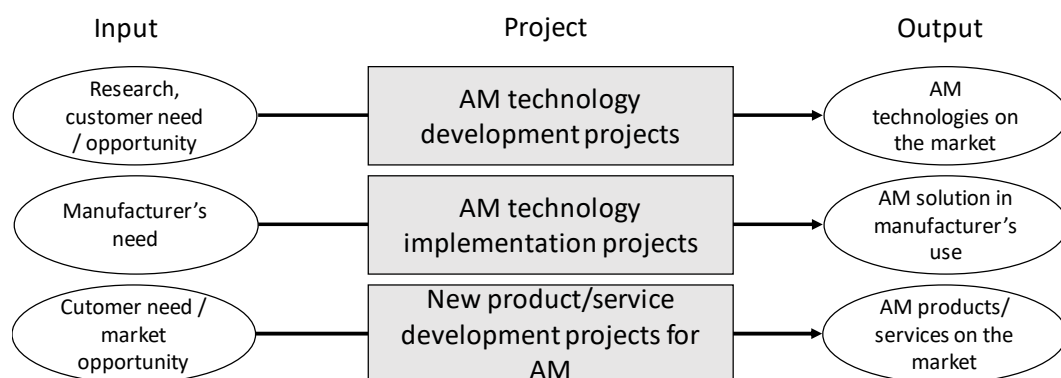 Input
Project
Output
Research,
customer need
/ opportunity
AM technology
development projects
AM
technologies on
the market
Manufacturer’s
need
AM technology
implementation projects
AM solution in
manufacturer’s
use
Cutomer need /
market
opportunity
New product/service
development projects for
AM
AM products/
services on the
market